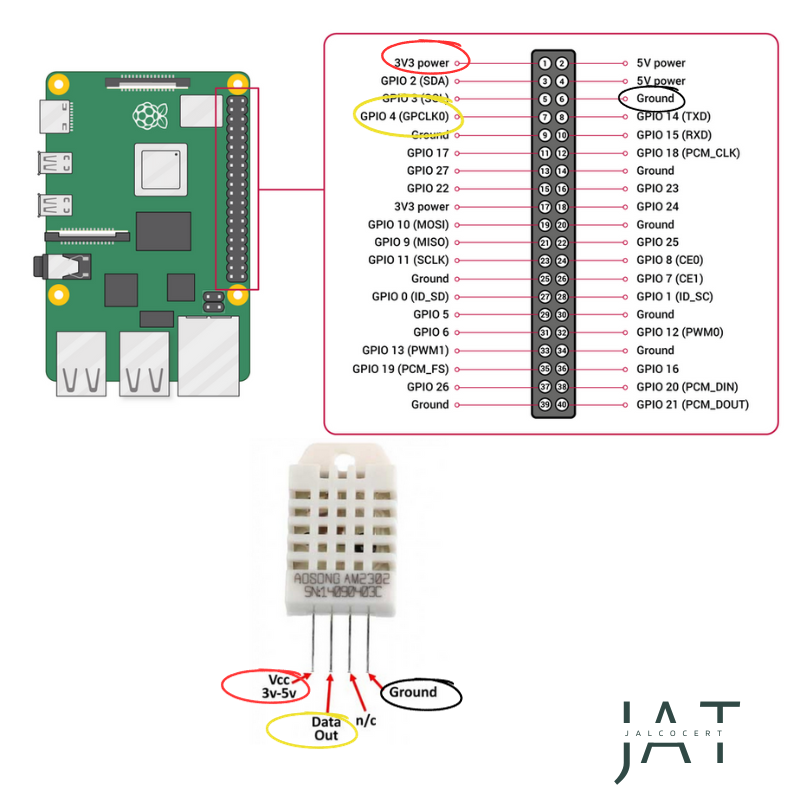 3V3 power 1 2 5V power
GPIO 2 (SDA) 3 4 5V power
GPIO 3 (SCL) 5 6 Ground
GPIO 4 (GPCLK0) 7 8 GPIO 14 (TXD)
Ground 9 10 GPIO 15 (RXD)
GPIO 17 11 12 GPIO 18 (PCM_CLK)
GPIO 27 13 14 Ground
GPIO 22 15 16 GPIO 23
3V3 power 17 18 GPIO 24
GPIO 10 (MOSI) 19 20 Ground
GPIO 9 (MISO) 21 22 GPIO 25
GPIO 11 (SCLK) 23 24 GPIO 8 (CE0)
Ground 25 26 GPIO 7 (CE1)
GPIO 0 (ID_SD) 27 28 GPIO 1 (ID_SC)
GPIO 5 29 30 Ground
GPIO 6 31 32 GPIO 12 (PWM0)
GPIO 13 (PWM1) 33 34 Ground
GPIO 19 (PCM_FS) 35 36 GPIO 16
GPIO 26 37 38 GPIO 20 (PCM_DIN)
Ground 39 40 GPIO 21 (PCM_DOUT)
AOSONG AM2302
SN:14090403C
Vcc
3v-5v
Data
Out
n/c
Ground
JAT
JALCOCERT